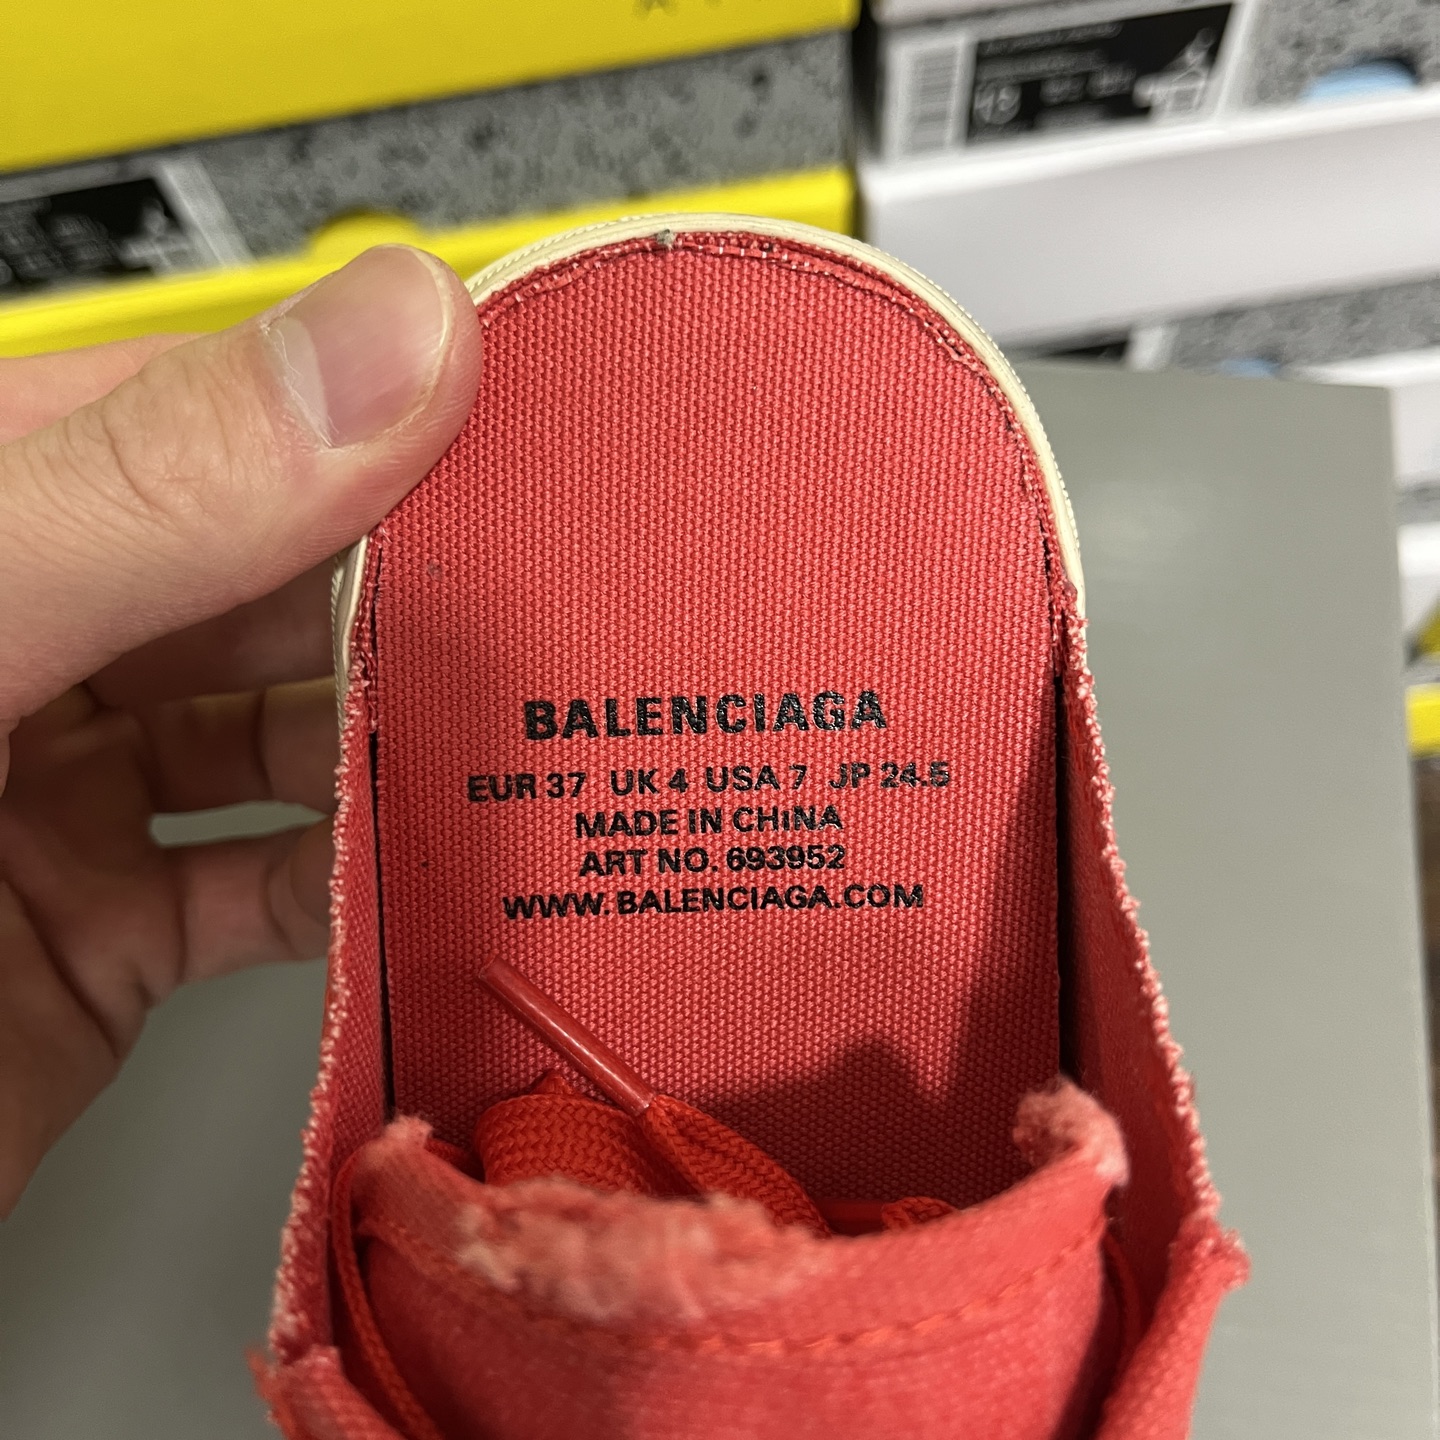 BALENCIAGA
EUR 37 UK 4 USA 7 JP 24.5
MADE IN CHINA
ART NO. 693952
WWW.BALENCIAGA.COM